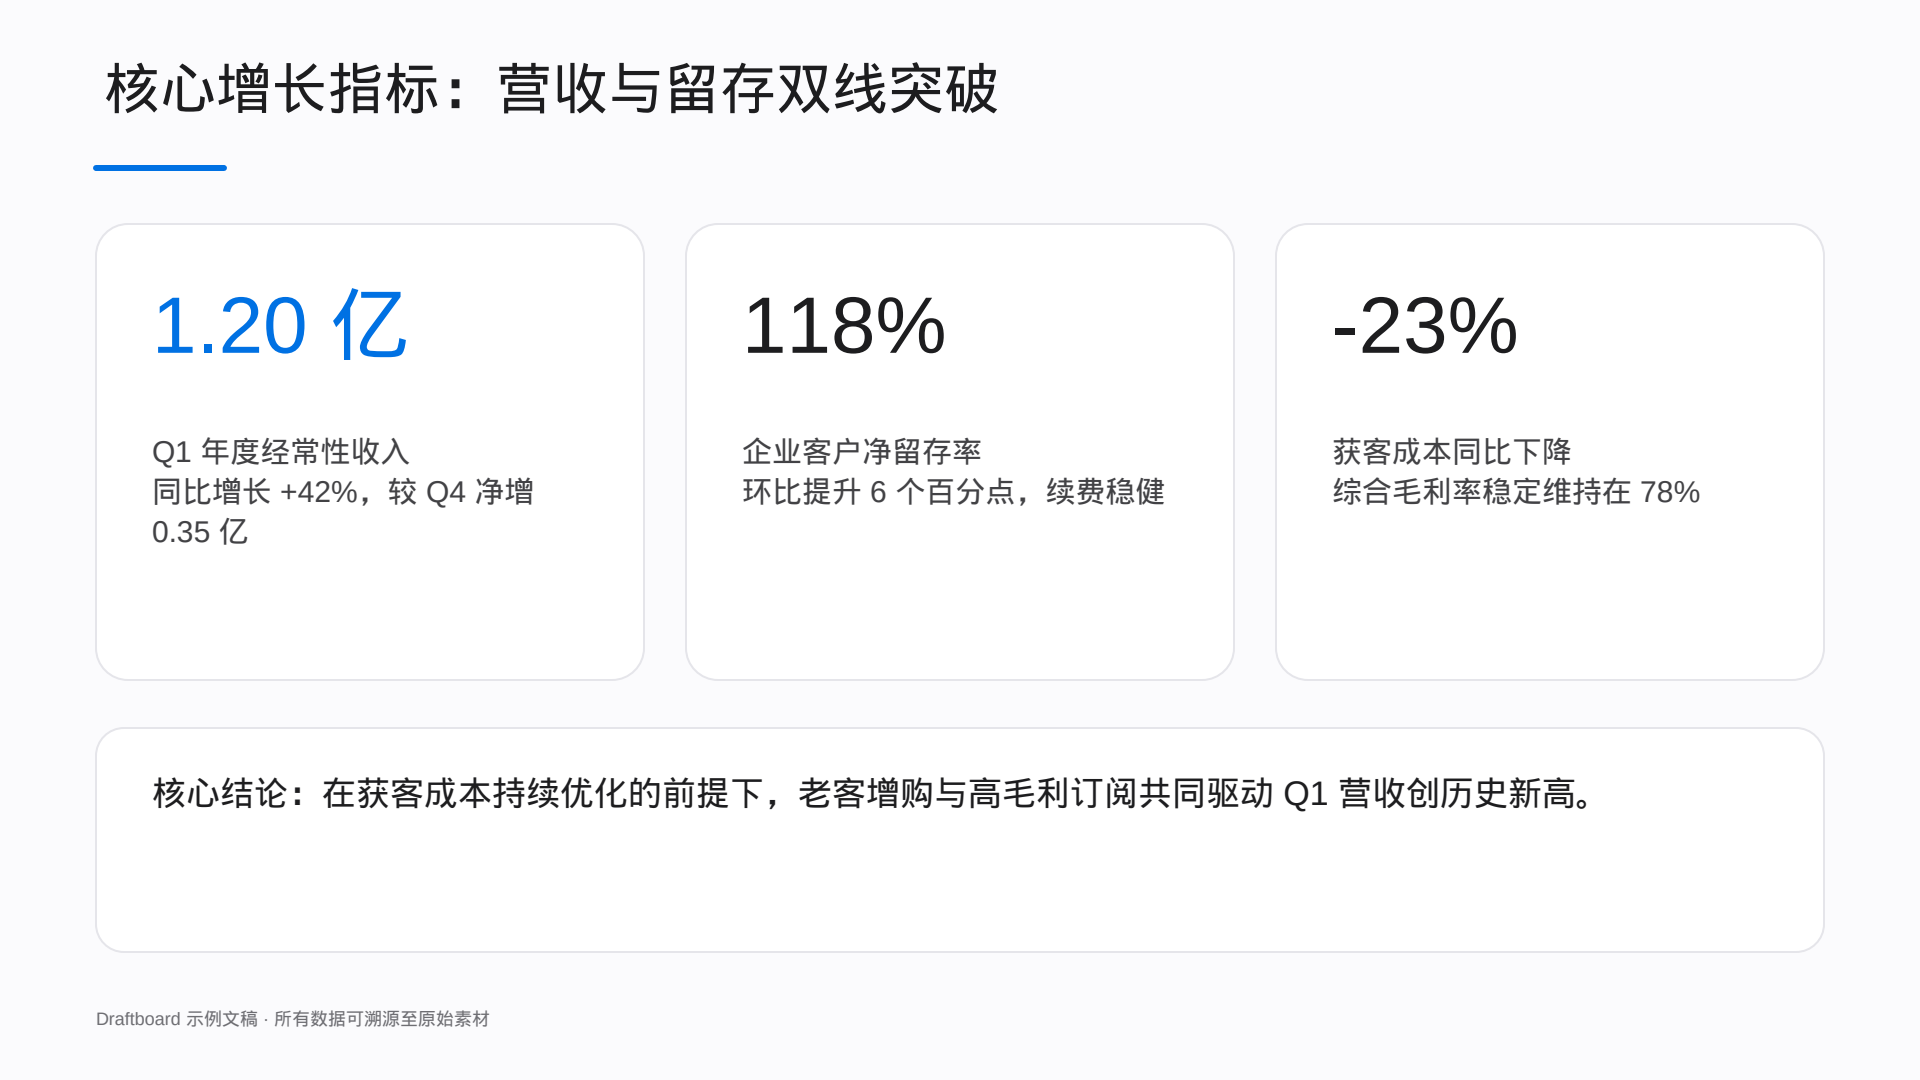 核心增长指标：营收与留存双线突破
1.20 亿
Q1 年度经常性收入
同比增长 +42%，较 Q4 净增
0.35 亿
118%
企业客户净留存率
环比提升 6 个百分点，续费稳健
-23%
获客成本同比下降
综合毛利率稳定维持在 78%
核心结论：在获客成本持续优化的前提下，老客增购与高毛利订阅共同驱动 Q1 营收创历史新高。
Draftboard 示例文稿 · 所有数据可溯源至原始素材